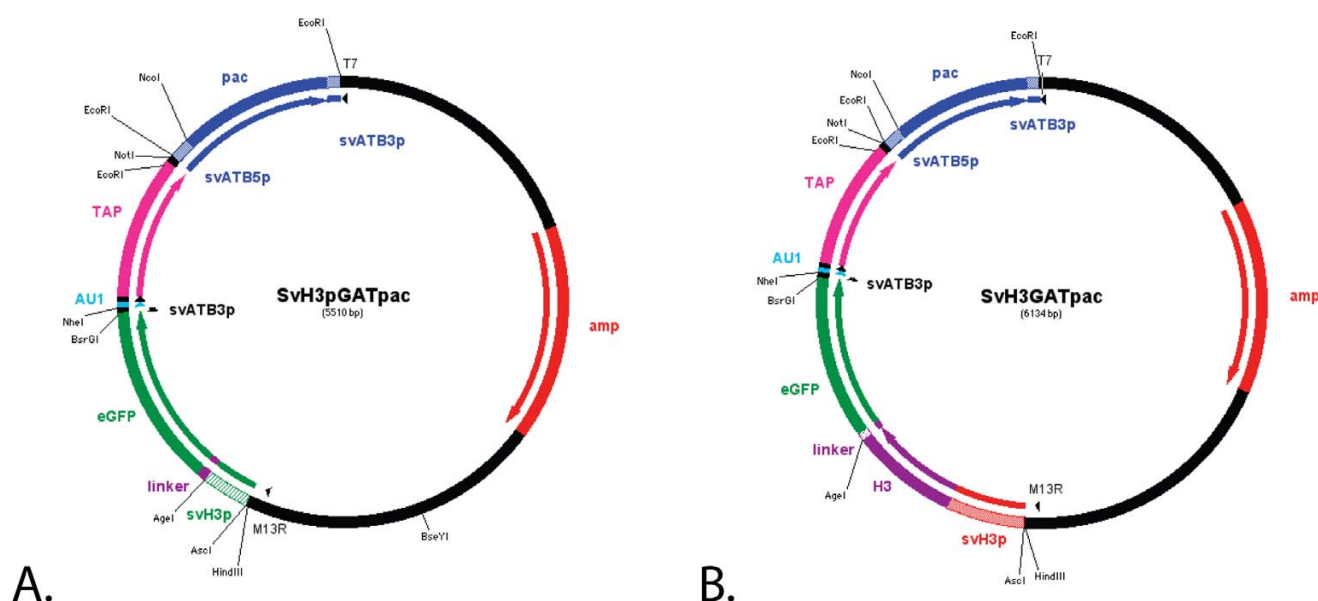 EcoRI
T7
pac
NcoI
EcoRI
svATB3p
NotI
svATB5p
EcoRI
TAP
AU1
svATB3p
NheI
BsrGI
SvH3pGATpac
(5510 bp)
amp
eGFP
linker
AgeI
svH3p
M13R
AscI
BseYI
HindIII
A.
EcoRI
T7
pac
NcoI
EcoRI
svATB3p
NotI
EcoRI
svATB5p
TAP
AU1
svATB3p
NheI
BsrGI
SvH3GATpac
(6134 bp)
amp
eGFP
linker
AgeI
H3
M13R
svH3p
AscI
HindIII
B.